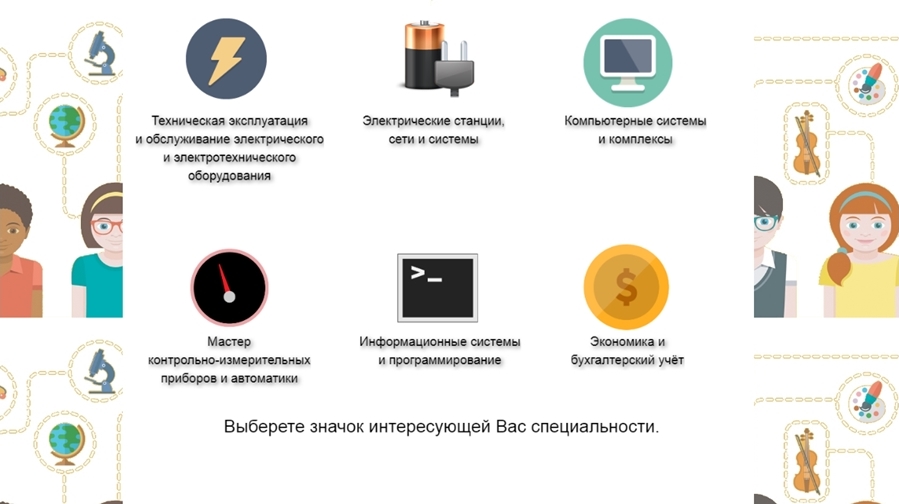 Техническая эксплуатация
и обслуживание электрического
и электротехнического
оборудования
Электрические станции,
сети и системы
Компьютерные системы
и комплексы
>_
Мастер
контрольно-измерительных
приборов и автоматики
Информационные системы
и программирование
$
Экономика и
бухгалтерский учёт
Выберете значок интересующей Вас специальности.